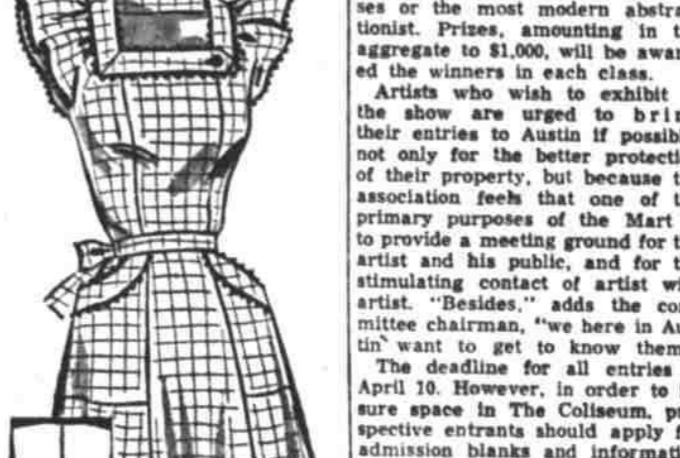 ses or the most modern abstra
tionist. Prizes, amounting in t
aggregate to $1,000, will be awar
ed the winners in each class.
Artists who wish to exhibit
the show are urged to brin
their entries to Austin if possibl
not only for the better protecti
of their property, but because t
association feels that one of t
primary purposes of the Mart
to provide a meeting ground for t
artist and his public, and for t
stimulating contact of artist wi
artist. "Besides," adds the co
mittee chairman, "we here in Au
tin want to get to know them
The deadline for all entries
April 10. However, in order to
sure space in The Coliseum, p
spective entrants should apply f
admission blanks and informati